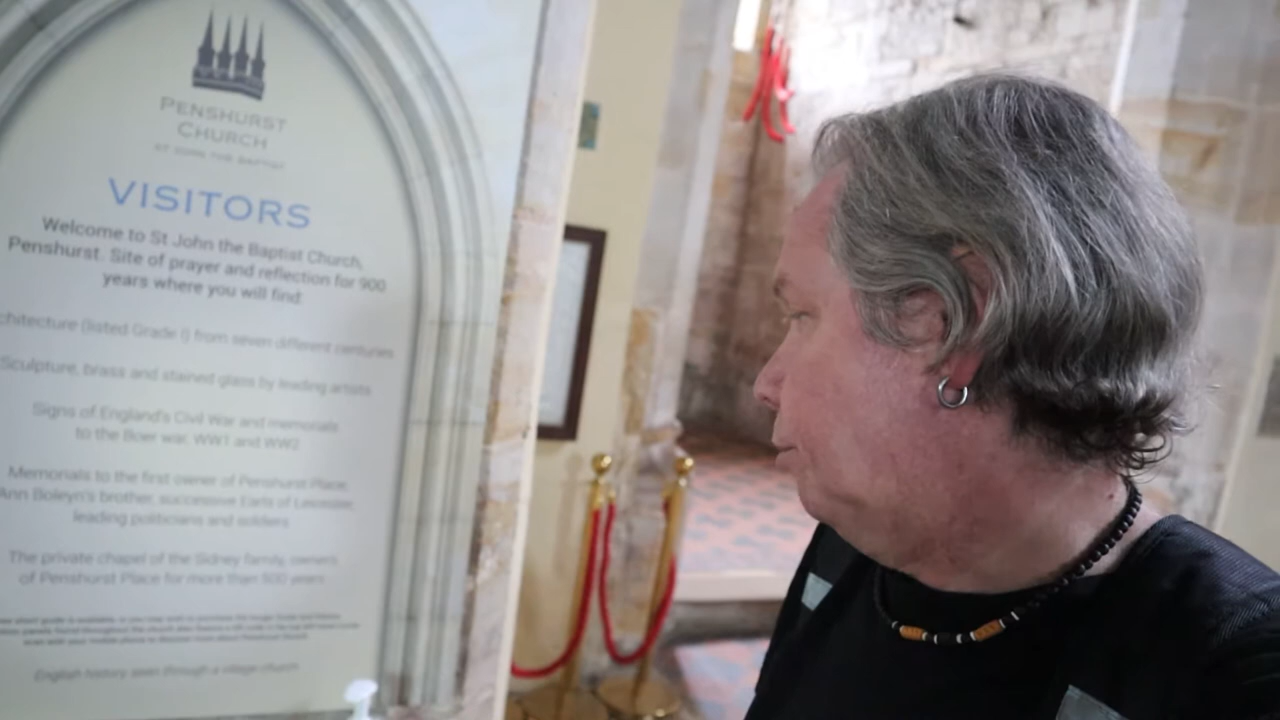 PENSHURST
CHURCH
ST JOHN THE BAPTIST
VISITORS
Welcome to St John the Baptist Church,
Penshurst. Site of prayer and reflection for 900
years where you will find:
chitecture (listed Grade I) from seven different centuries
Sculpture, brass and stained glass by leading artists
Signs of England's Civil War and memorials
to the Boer war, WW1 and WW2
Memorials to the first owner of Penshurst Place,
Ann Boleyn's brother, successive Earls of Leicester,
leading politicians and soldiers
The private chapel of the Sidney family, owners
of Penshurst Place for more than 500 years
English history seen through a village church